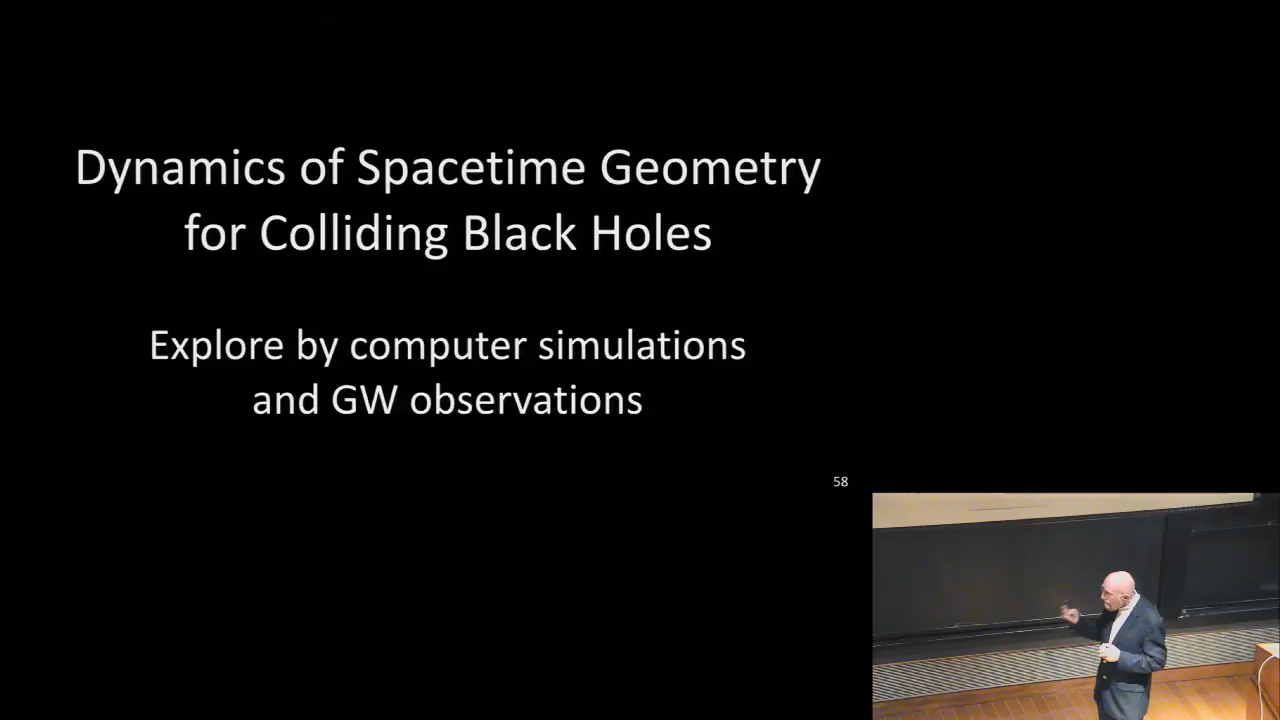 Dynamics of Spacetime Geometry
for Colliding Black Holes
Explore by computer simulations
and GW observations
58